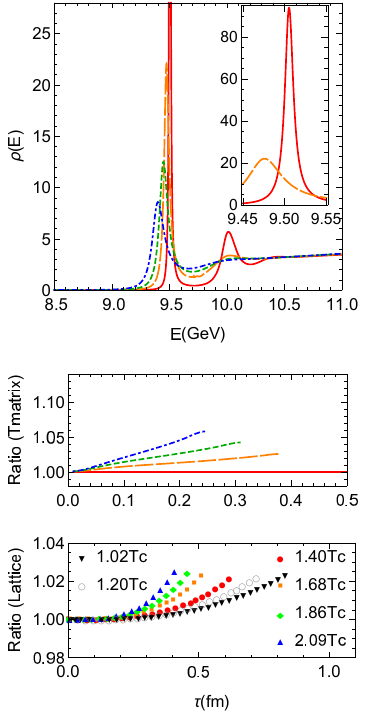 25
20
15
10
5
0
ρ(E)
8.5 9.0 9.5 10.0 10.5 11.0
E(GeV)
80
60
40
20
0
9.45 9.50 9.55
Ratio (Tmatrix)
1.10
1.05
1.00
0.0 0.1 0.2 0.3 0.4 0.5
Ratio (Lattice)
1.04
1.02
1.00
0.98
1.02Tc
1.20Tc
1.40Tc
1.68Tc
1.86Tc
2.09Tc
0.0 0.5 1.0
τ(fm)